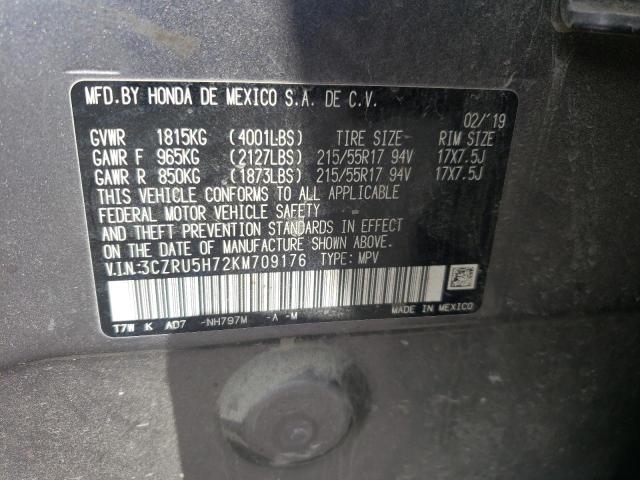 MFD.BY HONDA DE MEXICO S.A. DE C.V.
02/'19
GVWR 1815KG (4001LBS) TIRE SIZE RIM SIZE
GAWR F 965KG (2127LBS) 215/55R17 94V 17X7.5J
GAWR R 850KG (1873LBS) 215/55R17 94V 17X7.5J
THIS VEHICLE CONFORMS TO ALL APPLICABLE
FEDERAL MOTOR VEHICLE SAFETY
AND THEFT PREVENTION STANDARDS IN EFFECT
ON THE DATE OF MANUFACTURE SHOWN ABOVE.
V.I.N:3CZRU5H72KM709176 TYPE: MPV
T7W K AD7 -NH797M -A -M MADE IN MEXICO